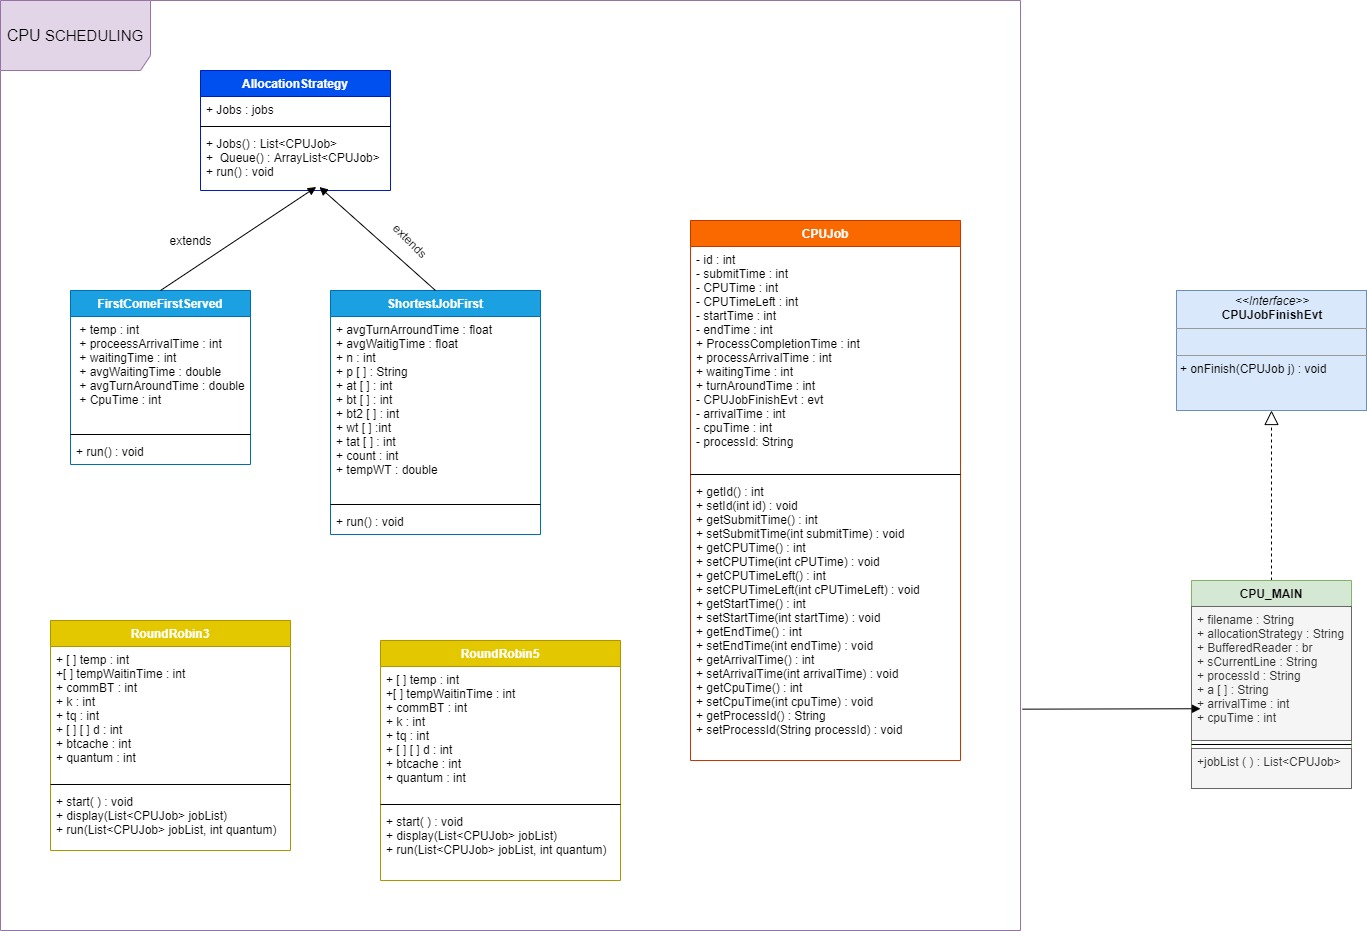 CPU SCHEDULING
AllocationStrategy
+ Jobs : jobs
+ Jobs() : List<CPUJob>
+ Queue() : ArrayList<CPUJob>
+ run() : void
extends
extends
FirstComeFirstServed
+ temp : int
+ proceessArrivalTime : int
+ waitingTime : int
+ avgWaitingTime : double
+ avgTurnAroundTime : double
+ CpuTime : int
+ run() : void
ShortestJobFirst
+ avgTurnArroundTime : float
+ avgWaitigTime : float
+ n : int
+ p [ ] : String
+ at [ ] : int
+ bt [ ] : int
+ bt2 [ ] : int
+ wt [ ] :int
+ tat [ ] : int
+ count : int
+ tempWT : double
+ run() : void
CPUJob
- id : int
- submitTime : int
- CPUTime : int
- CPUTimeLeft : int
- startTime : int
- endTime : int
+ ProcessCompletionTime : int
+ processArrivalTime : int
+ waitingTime : int
+ turnAroundTime : int
- CPUJobFinishEvt : evt
- arrivalTime : int
- cpuTime : int
- processId: String
+ getId() : int
+ setId(int id) : void
+ getSubmitTime() : int
+ setSubmitTime(int submitTime) : void
+ getCPUTime() : int
+ setCPUTime(int cPUTime) : void
+ getCPUTimeLeft() : int
+ setCPUTimeLeft(int cPUTimeLeft) : void
+ getStartTime() : int
+ setStartTime(int startTime) : void
+ getEndTime() : int
+ setEndTime(int endTime) : void
+ getArrivalTime() : int
+ setArrivalTime(int arrivalTime) : void
+ getCpuTime() : int
+ setCpuTime(int cpuTime) : void
+ getProcessId() : String
+ setProcessId(String processId) : void
RoundRobin3
+ [ ] temp : int
+[ ] tempWaitinTime : int
+ commBT : int
+ k : int
+ tq : int
+ [ ] [ ] d : int
+ btcache : int
+ quantum : int
+ start( ) : void
+ display(List<CPUJob> jobList)
+ run(List<CPUJob> jobList, int quantum)
RoundRobin5
+ [ ] temp : int
+[ ] tempWaitinTime : int
+ commBT : int
+ k : int
+ tq : int
+ [ ] [ ] d : int
+ btcache : int
+ quantum : int
+ start( ) : void
+ display(List<CPUJob> jobList)
+ run(List<CPUJob> jobList, int quantum)
<<Interface>>
CPUJobFinishEvt
+ onFinish(CPUJob j) : void
CPU_MAIN
+ filename : String
+ allocationStrategy : String
+ BufferedReader : br
+ sCurrentLine : String
+ processId : String
+ a [ ] : String
+ arrivalTime : int
+ cpuTime : int
+jobList ( ) : List<CPUJob>